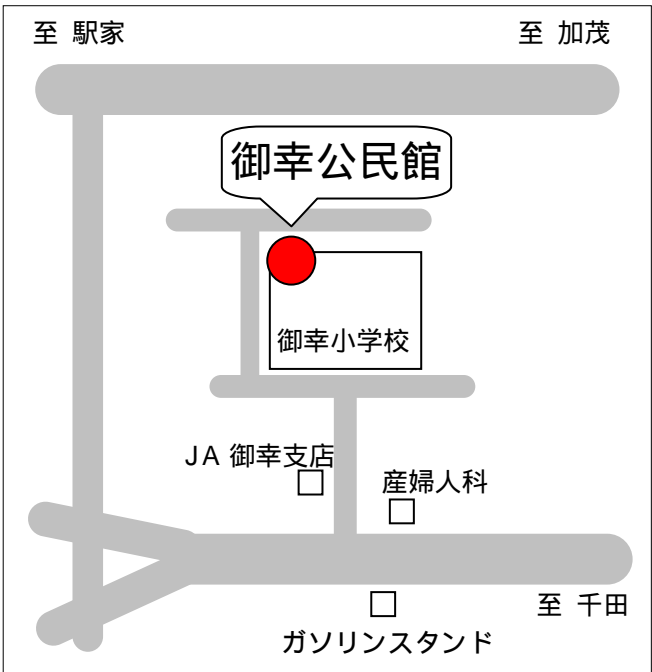 至 駅家
至 加茂
御幸公民館
御幸小学校
JA 御幸支店
産婦人科
至 千田
ガソリンスタンド